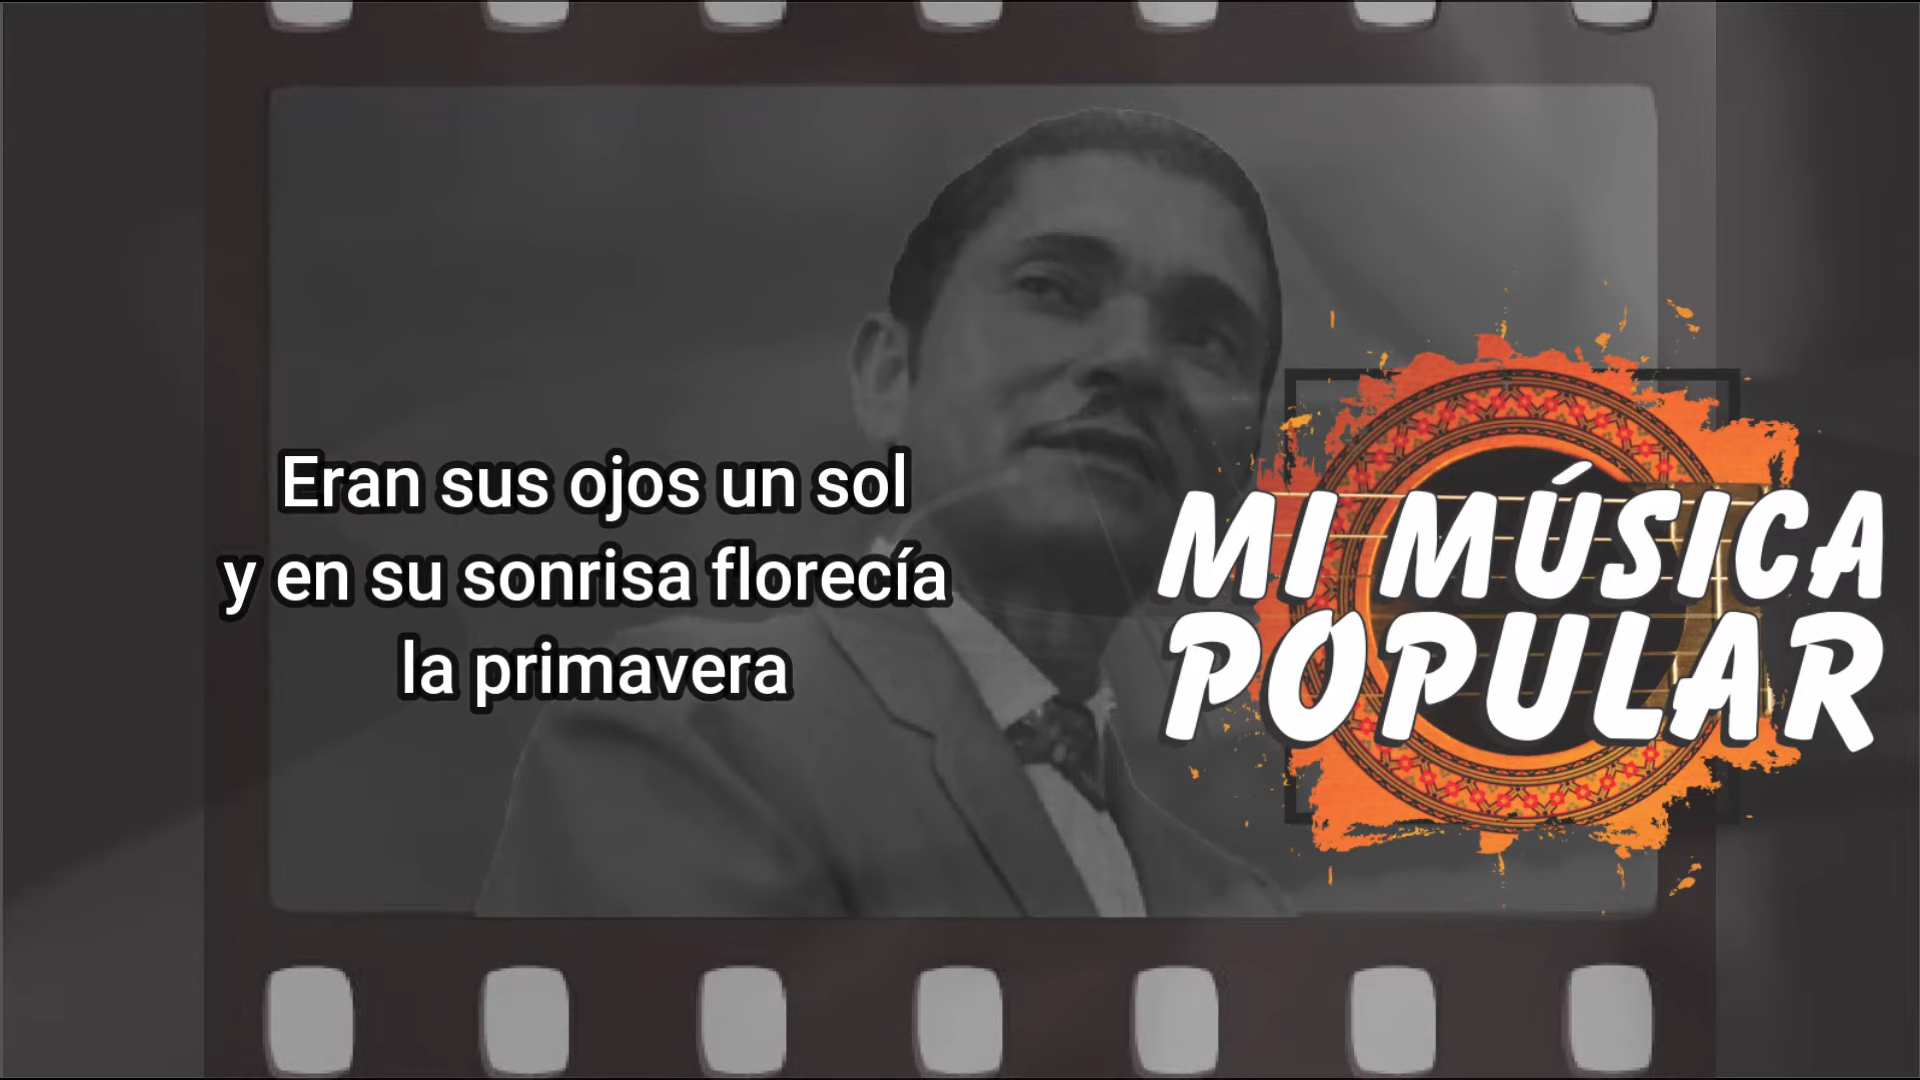 Eran sus ojos un sol
y en su sonrisa florecía
la primavera
MI MÚSICA
POPULAR